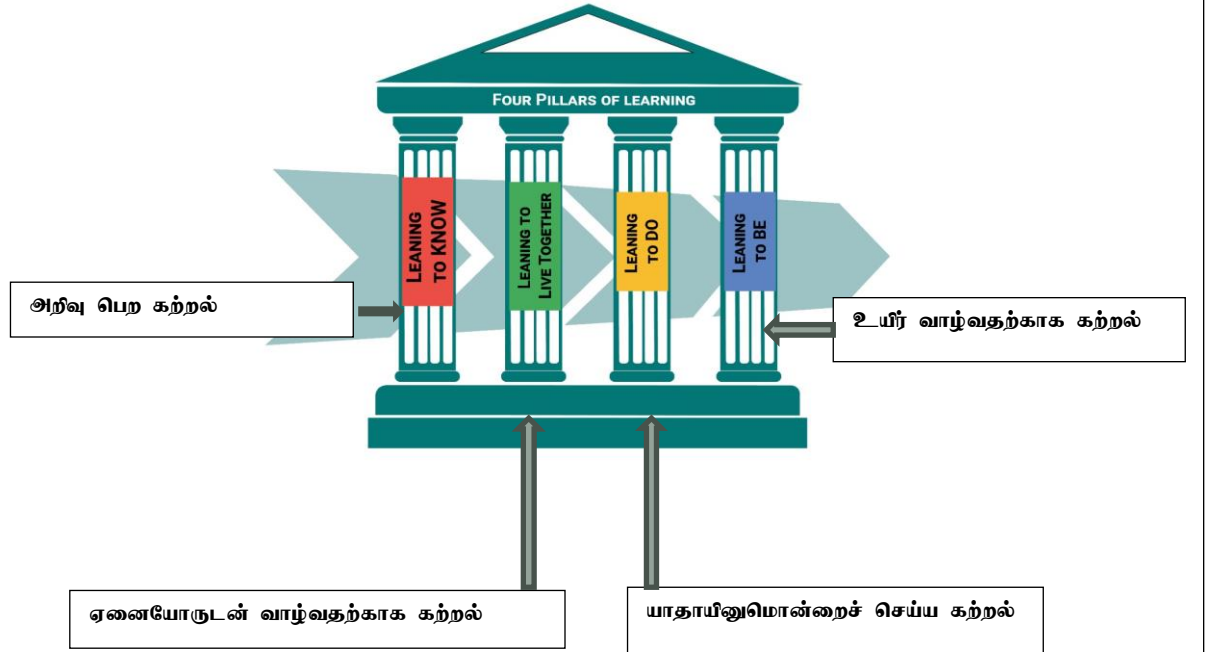 FOUR PILLARS OF LEARNING
LEANING
TO KNOW
LEANING TO
LIVE TOGETHER
LEANING
TO DO
LEANING
TO BE
அறிவு பெற கற்றல்
உயிர் வாழ்வதற்காக கற்றல்
ஏனையோருடன் வாழ்வதற்காக கற்றல்
யாதாயினுமொன்றைச் செய்ய கற்றல்